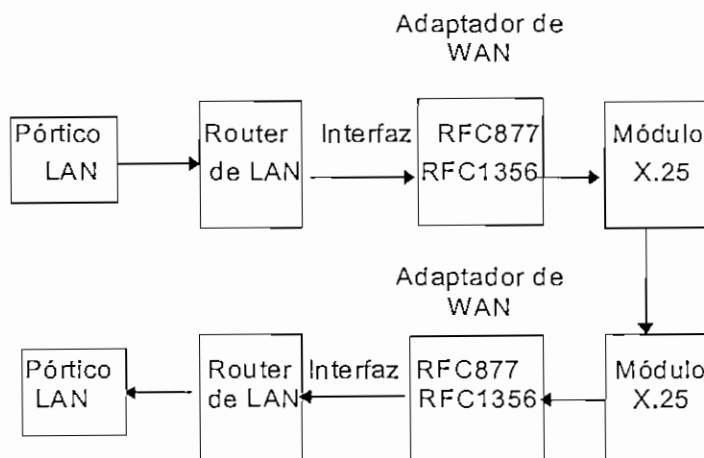 Adaptador de
WAN
Pórtico
LAN
Router
de LAN
Interfaz
RFC877
RFC1356
Módulo
X.25
Adaptador de
WAN
Pórtico
LAN
Router
de LAN
Interfaz
RFC877
RFC1356
Módulo
X.25